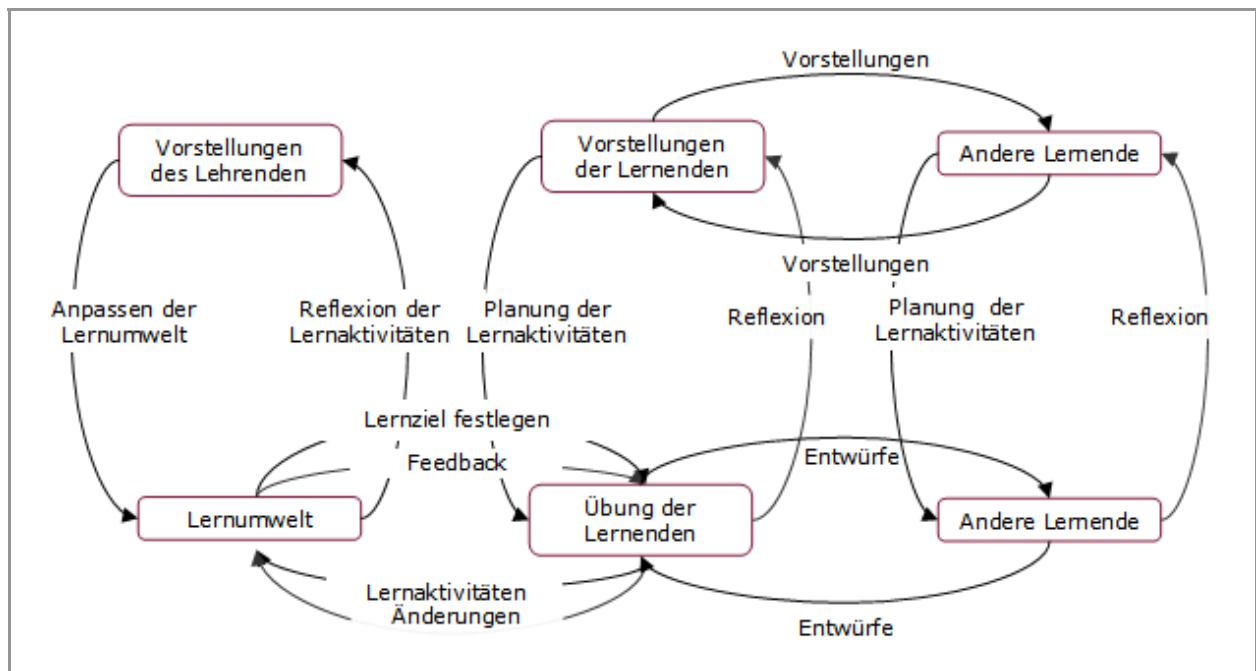 Vorstellungen
Vorstellungen
des Lehrenden
Vorstellungen
der Lernenden
Andere Lernende
Vorstellungen
Anpassen der
Lernumwelt
Reflexion der
Lernaktivitäten
Planung der
Lernaktivitäten
Reflexion
Planung der
Lernaktivitäten
Reflexion
Lernziel festlegen
Feedback
Entwürfe
Lernumwelt
Übung der
Lernenden
Andere Lernende
Lernaktivitäten
Änderungen
Entwürfe